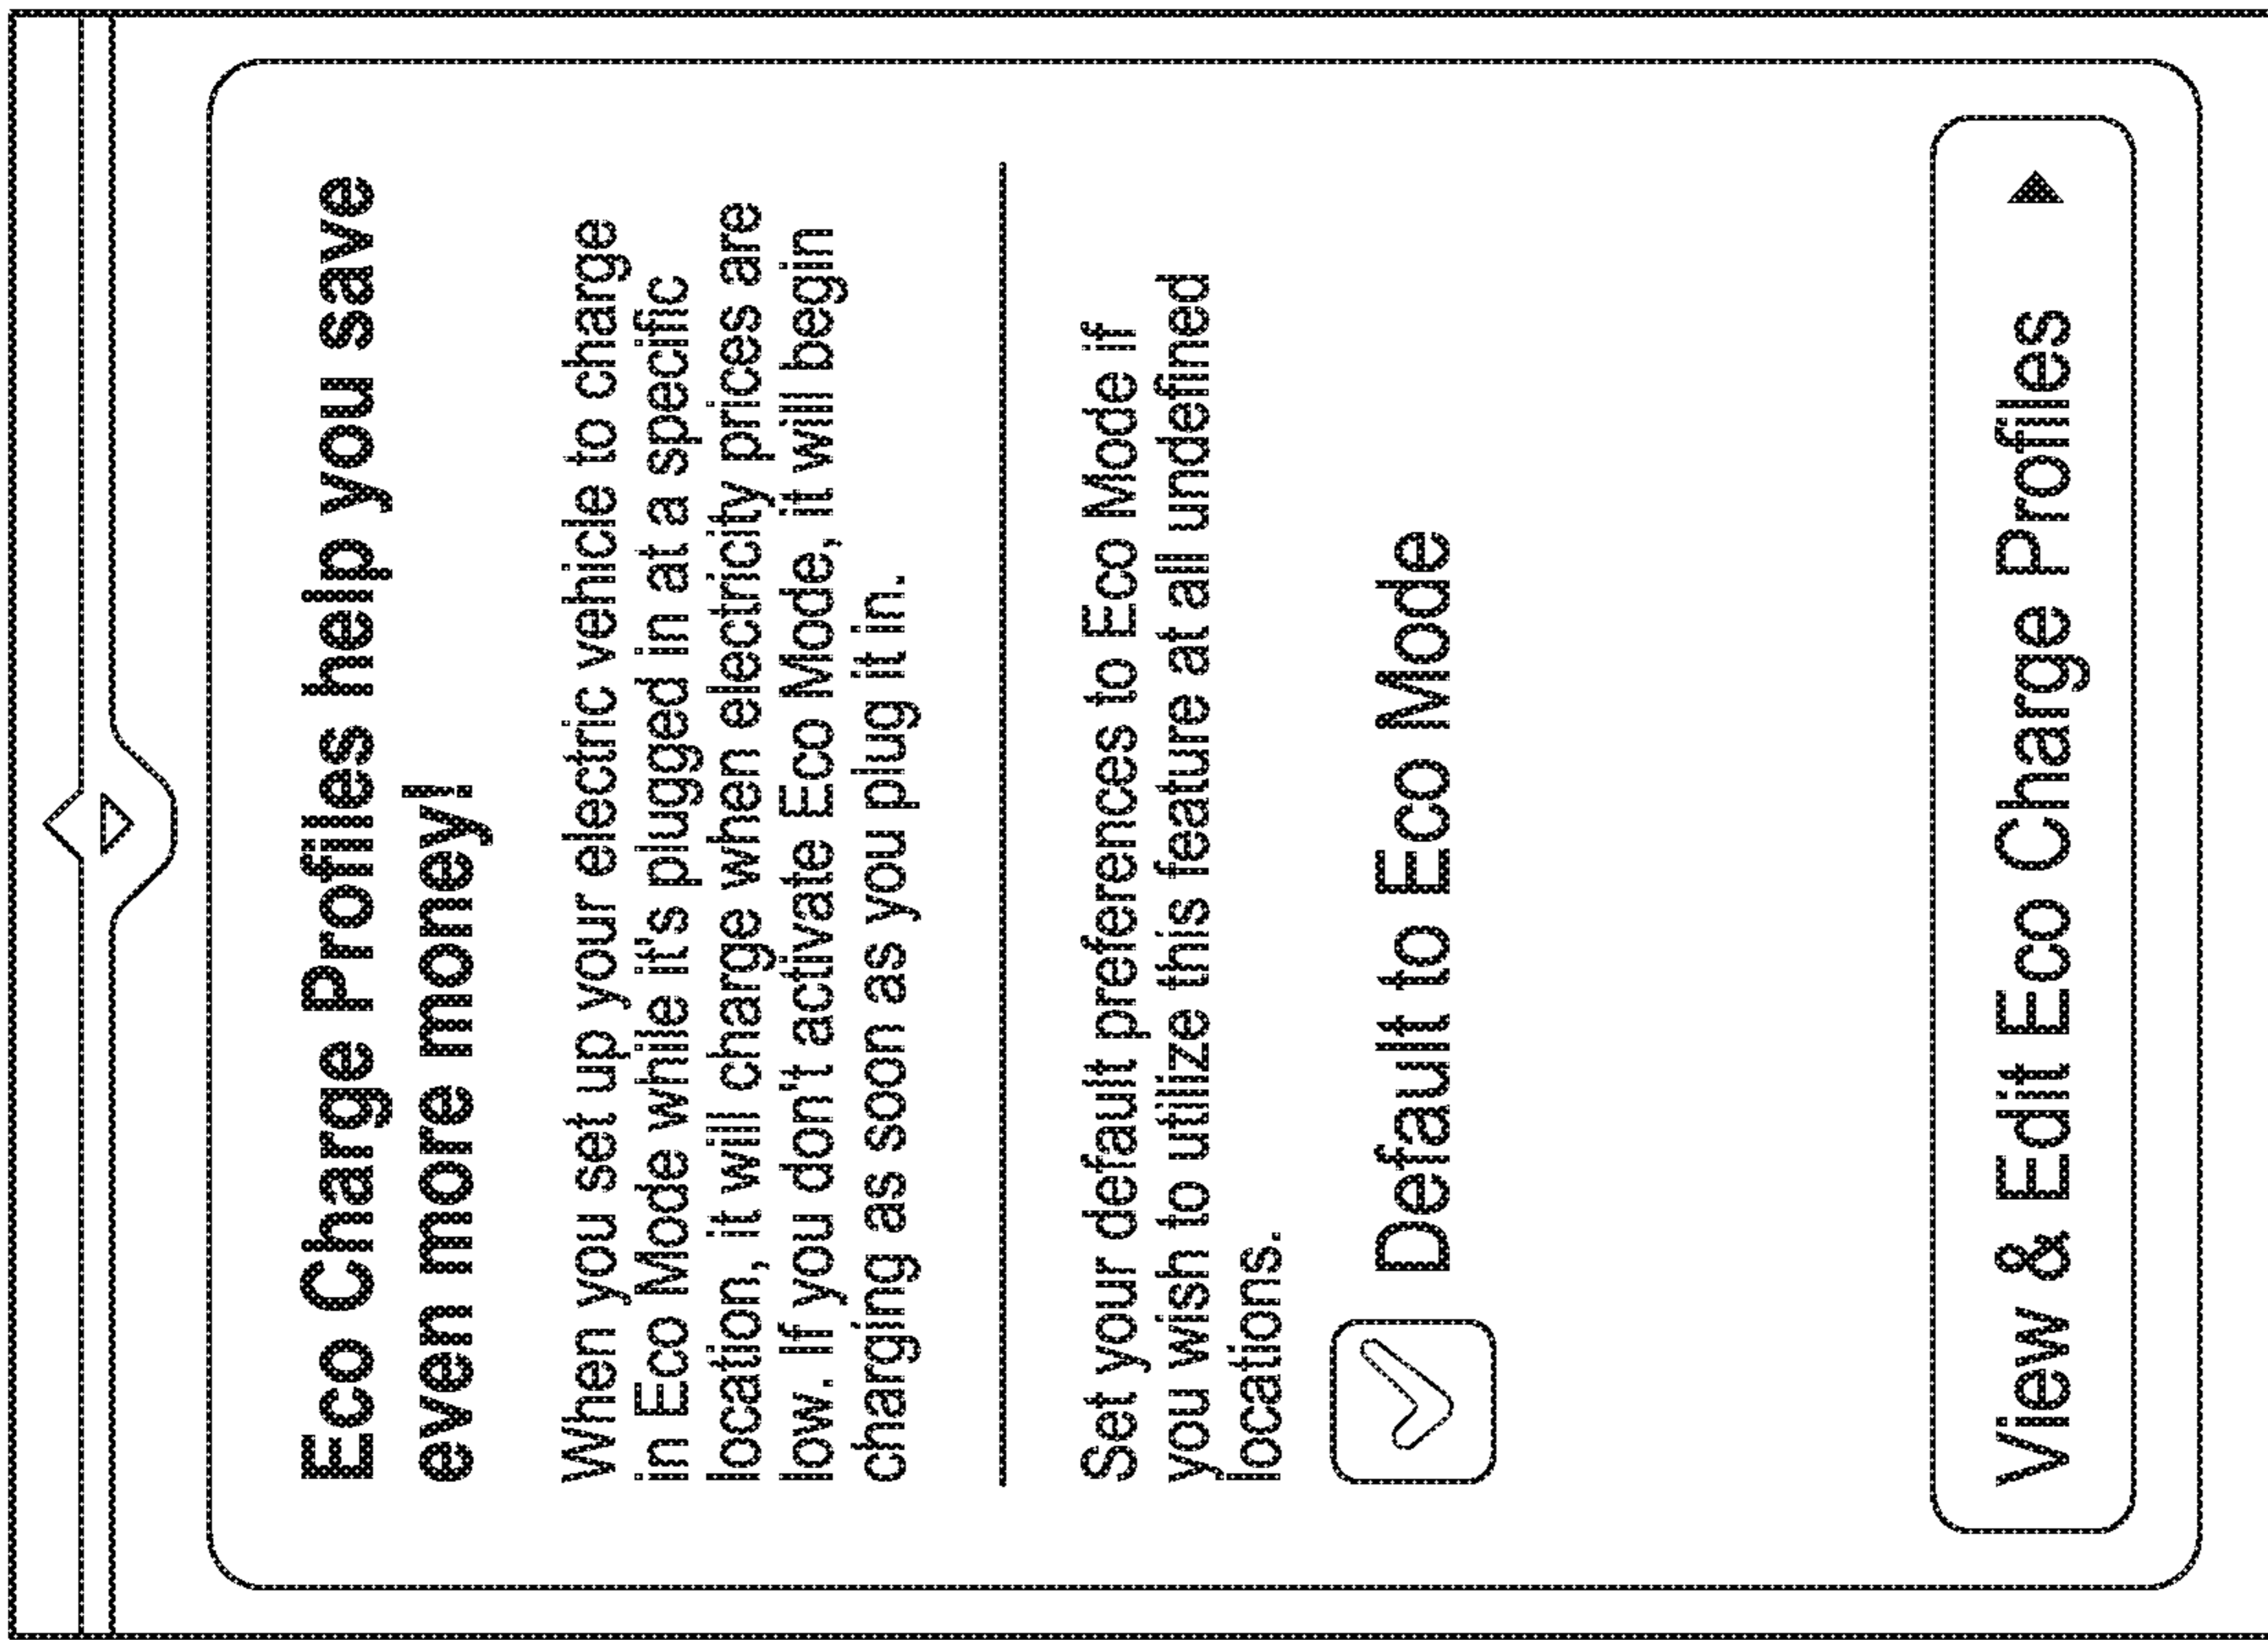 Eco Charge Profiles help you save
even more money!
When you set up your electric vehicle to charge
in Eco Mode while it's plugged in at a specific
location, it will charge when electricity prices are
low. If you don't activate Eco Mode, it will begin
charging as soon as you plug it in.
Set your default preferences to Eco Mode if
you wish to utilize this feature at all undefined
locations.
Default to Eco Mode
View & Edit Eco Charge Profiles